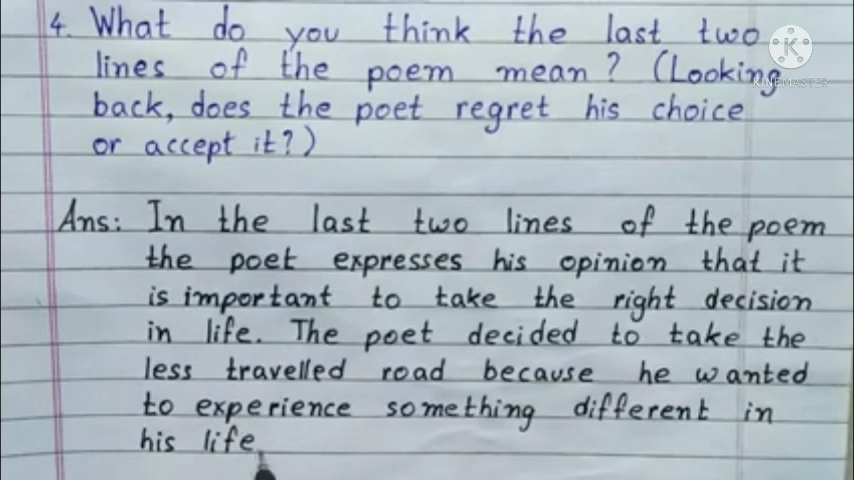 4. What do you think the last two
lines of the poem mean? (Looking
back, does the poet regret his choice
or accept it?)
Ans: In the last two lines of the poem
the poet expresses his opinion that it
is important to take the right decision
in life. The poet decided to take the
less travelled road because he wanted
to experience something different in
his life.
K
KINEMASTER